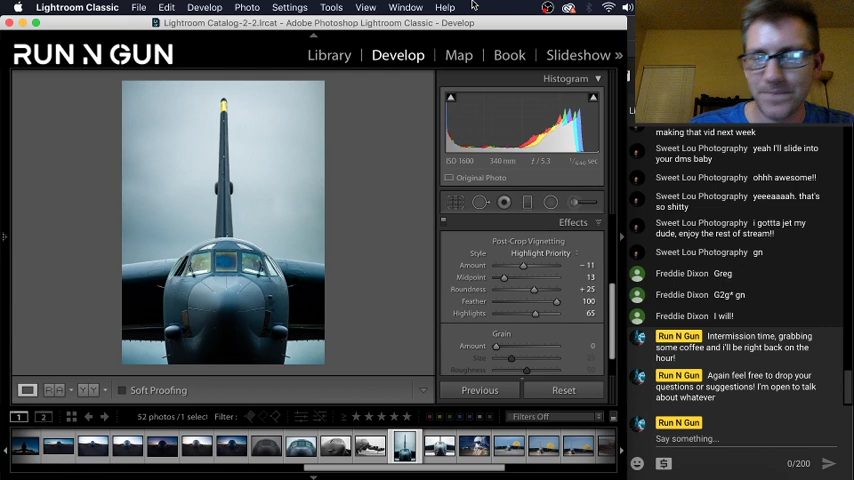 Lightroom Classic File Edit Develop Photo Settings Tools View Window Help
Lightroom Catalog-2-2.lrcat - Adobe Photoshop Lightroom Classic - Develop
RUN N GUN Library Develop Map Book Slideshow »
Histogram
ISO 1600 340 mm ƒ / 5.3
Original Photo
Effects
Post-Crop Vignetting
Style Highlight Priority
Amount - 11
Midpoint 13
Roundness + 25
Feather 100
Highlights 65
Grain
Amount 0
Size
Roughness
Soft Proofing
Previous Reset
1 2 52 photos /1 select Filter: Filters Off
making that vid next week
Sweet Lou Photography yeah I'll slide into
your dms baby
Sweet Lou Photography ohhh awesome!!
Sweet Lou Photography yeeeaaaah. that's
so shitty
Sweet Lou Photography i gottta jet my
dude, enjoy the rest of stream!!
Sweet Lou Photography gn
Freddie Dixon Greg
Freddie Dixon G2g* gn
Freddie Dixon I will!
Run N Gun Intermission time, grabbing
some coffee and i'll be right back on the
hour!
Run N Gun Again feel free to drop your
questions or suggestions! I'm open to talk
about whatever
Run N Gun
Say something...
0/200